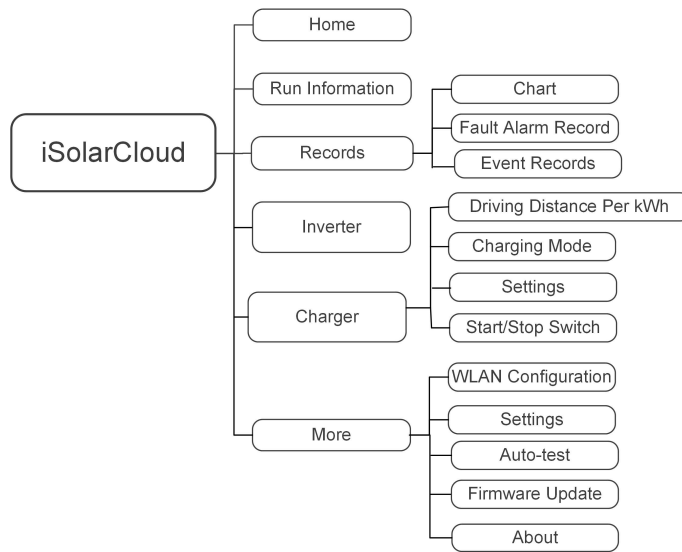 iSolarCloud
Home
Run Information
Records
Chart
Fault Alarm Record
Event Records
Inverter
Charger
Driving Distance Per kWh
Charging Mode
Settings
Start/Stop Switch
More
WLAN Configuration
Settings
Auto-test
Firmware Update
About